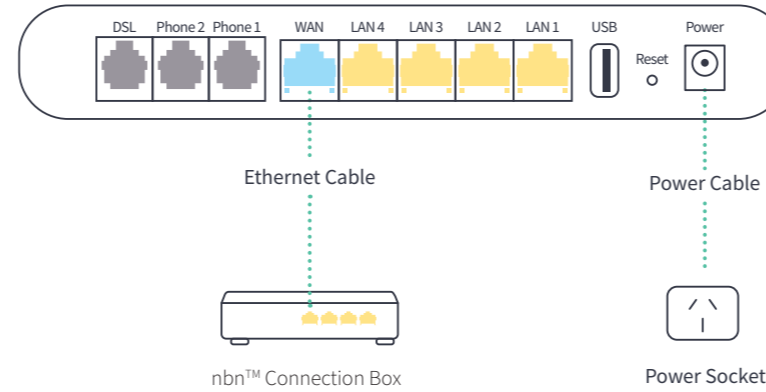 DSL Phone 2 Phone 1 WAN LAN 4 LAN 3 LAN 2 LAN 1 USB Reset Power
Ethernet Cable
Power Cable
nbn™ Connection Box
Power Socket